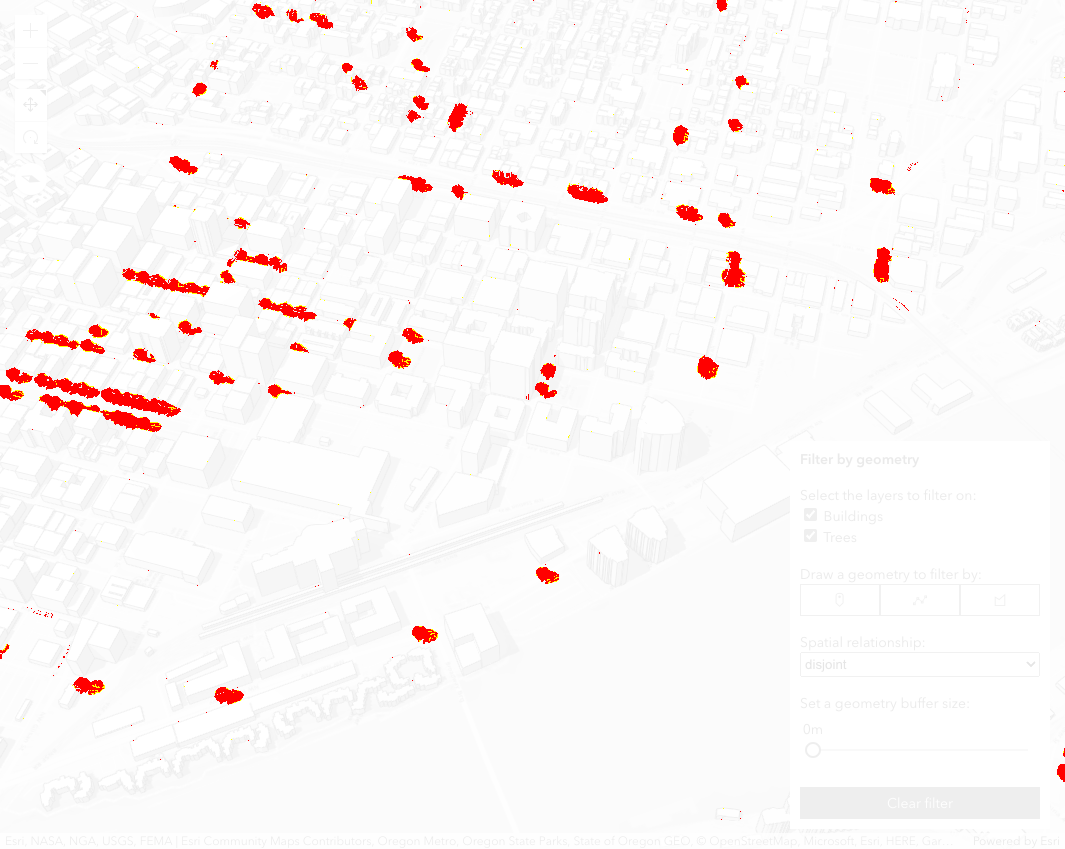 Filter by geometry
Select the layers to filter on:
Buildings
Trees
Draw a geometry to filter by:
Spatial relationship:
disjoint
Set a geometry buffer size:
0m
Clear filter
Esri, NASA, NGA, USGS, FEMA | Esri Community Maps Contributors, Oregon Metro, Oregon State Parks, State of Oregon GEO, © OpenStreetMap, Microsoft, Esri, HERE, Gar... Powered by Esri